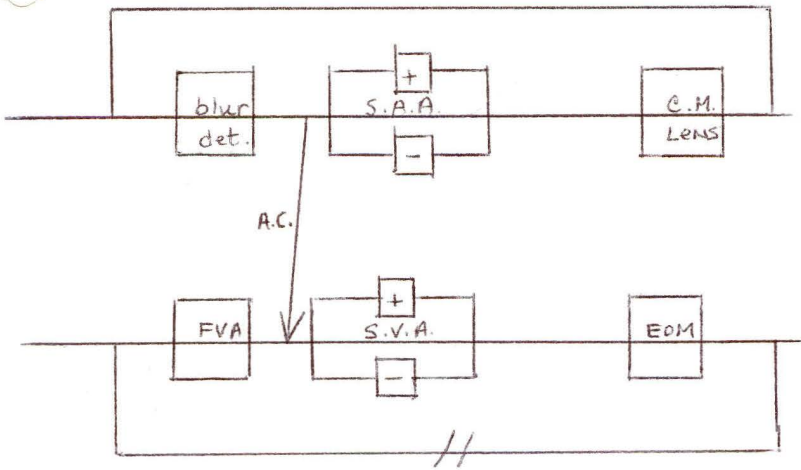 blur
det.
+
S.A.A.
-
C.M.
LENS
A.C.
FVA
+
S.V.A.
-
EOM